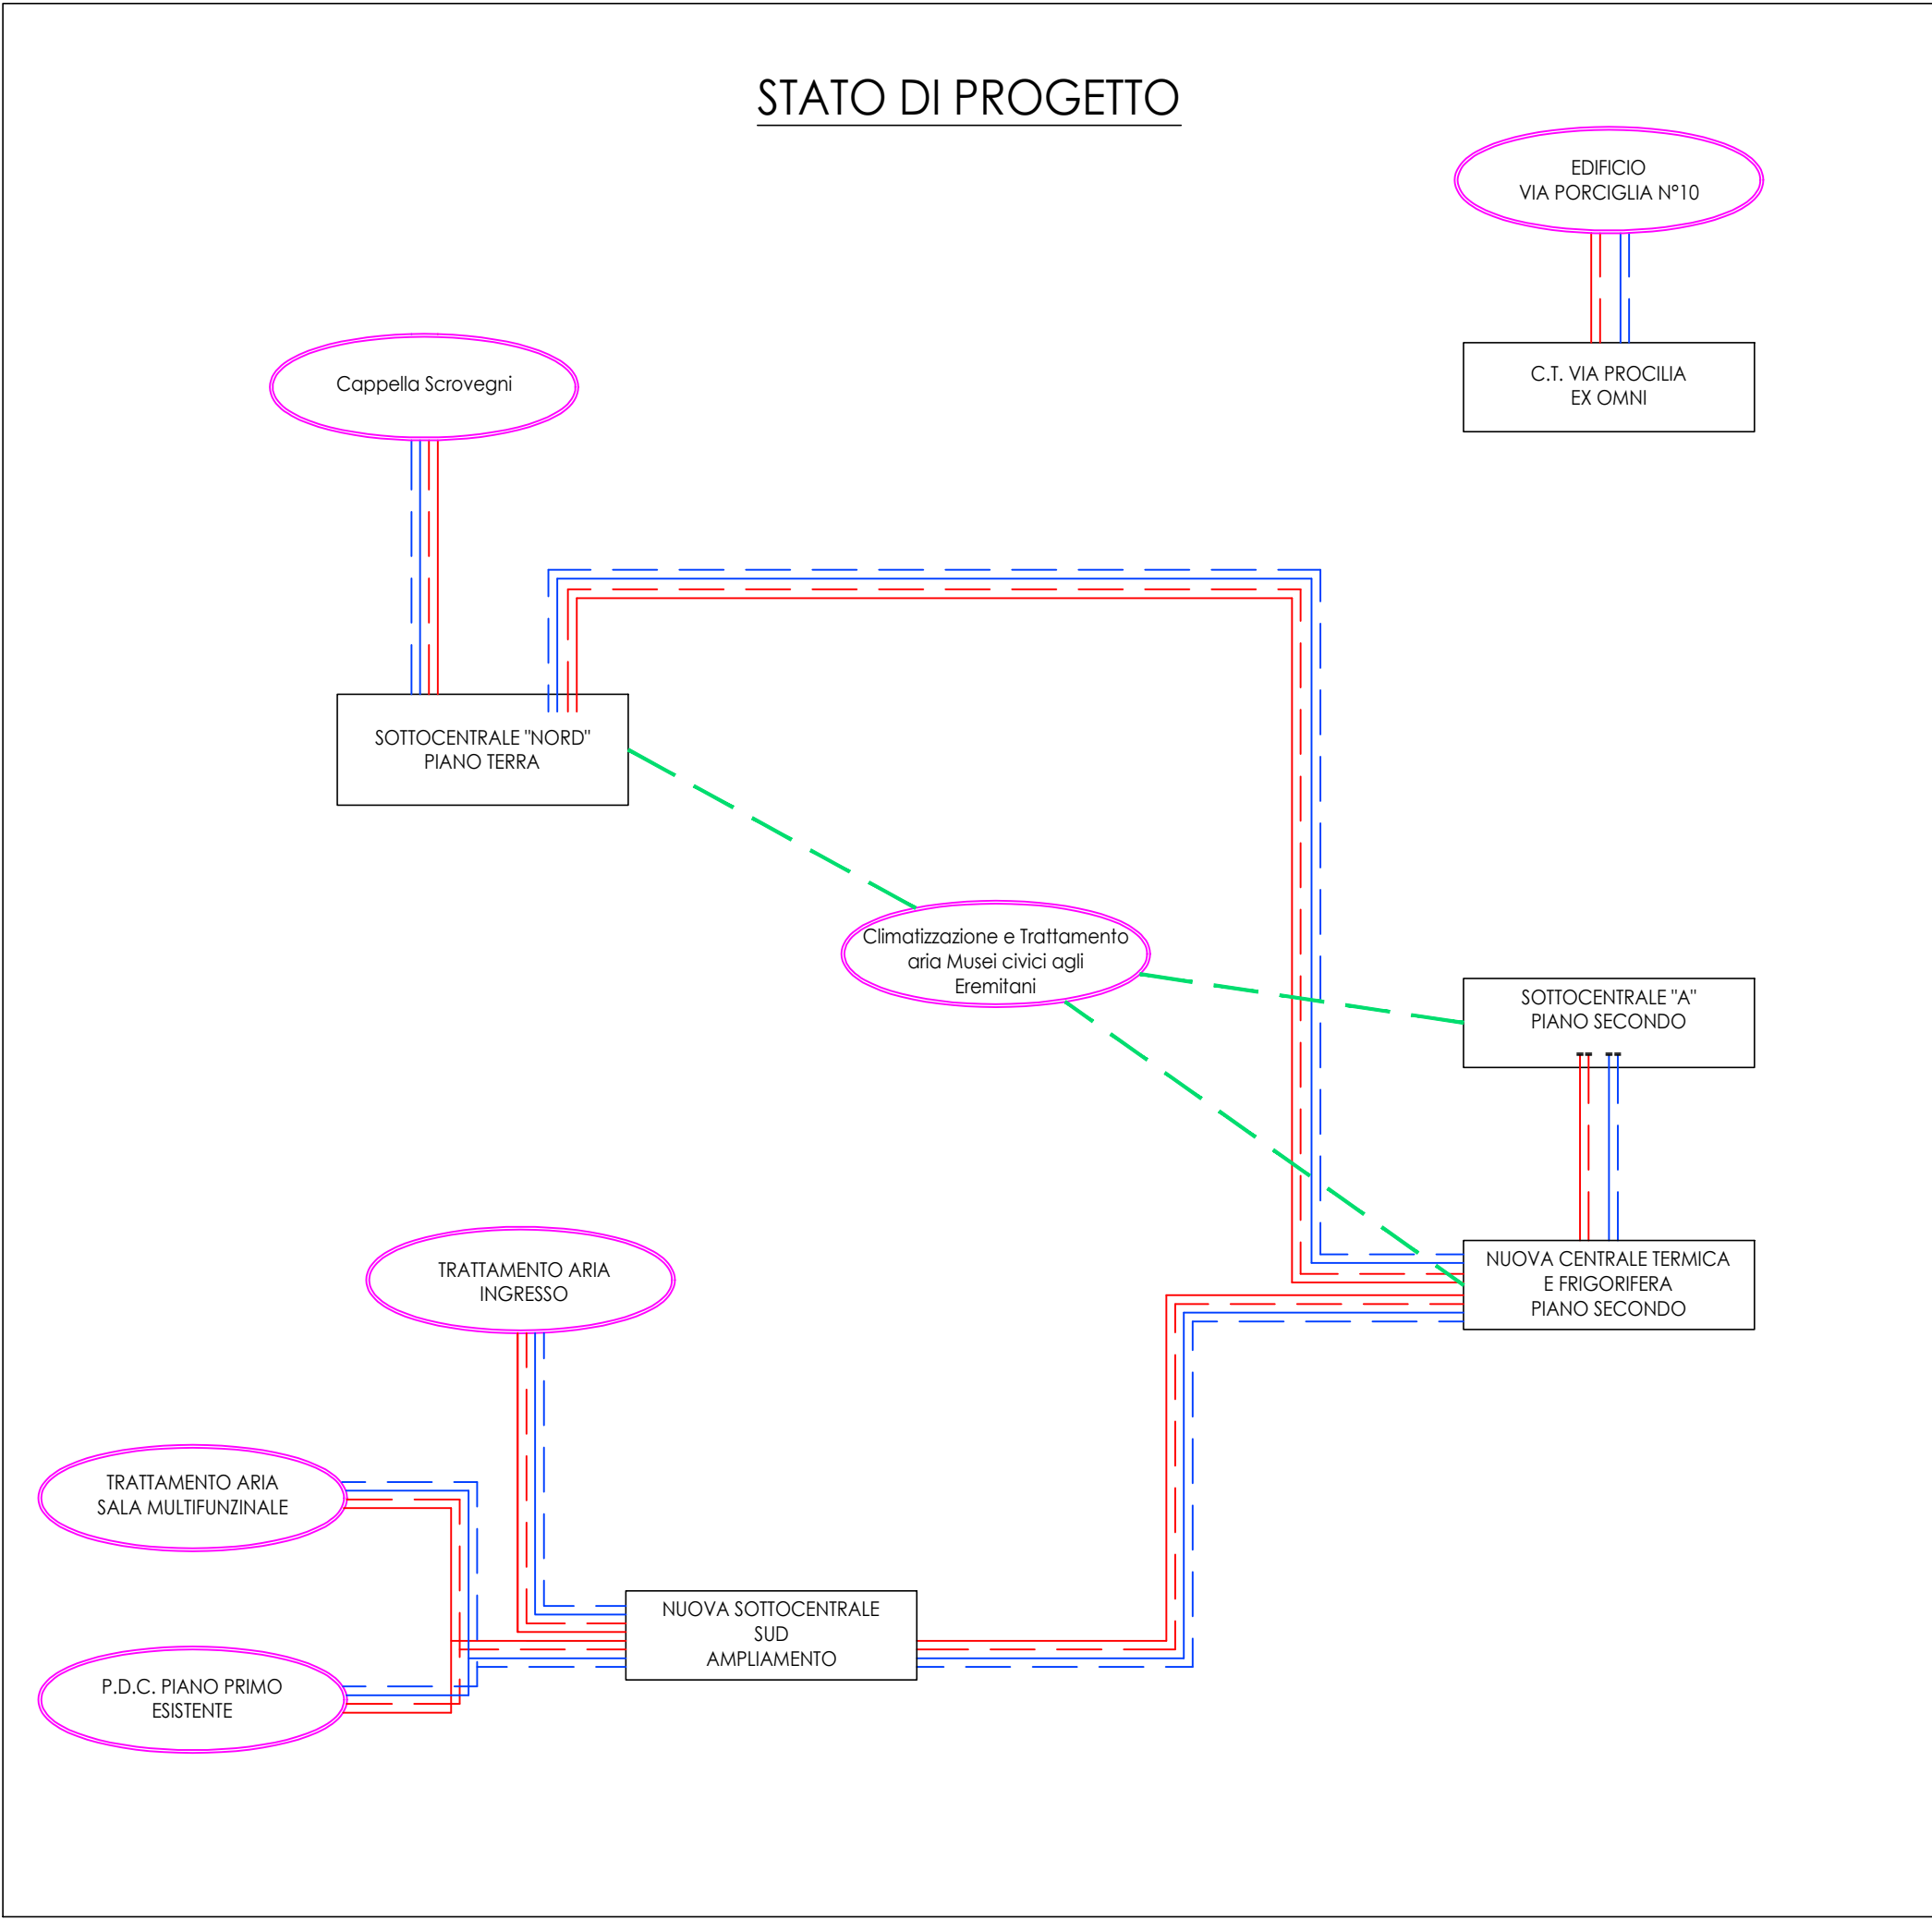 STATO DI PROGETTO
EDIFICIO
VIA PORCIGLIA N°10
C.T. VIA PROCILIA
EX OMNI
Cappella Scrovegni
SOTTOCENTRALE "NORD"
PIANO TERRA
Climatizzazione e Trattamento
aria Musei civici agli
Eremitani
SOTTOCENTRALE "A"
PIANO SECONDO
NUOVA CENTRALE TERMICA
E FRIGORIFERA
PIANO SECONDO
TRATTAMENTO ARIA
INGRESSO
TRATTAMENTO ARIA
SALA MULTIFUNZINALE
NUOVA SOTTOCENTRALE
SUD
AMPLIAMENTO
P.D.C. PIANO PRIMO
ESISTENTE